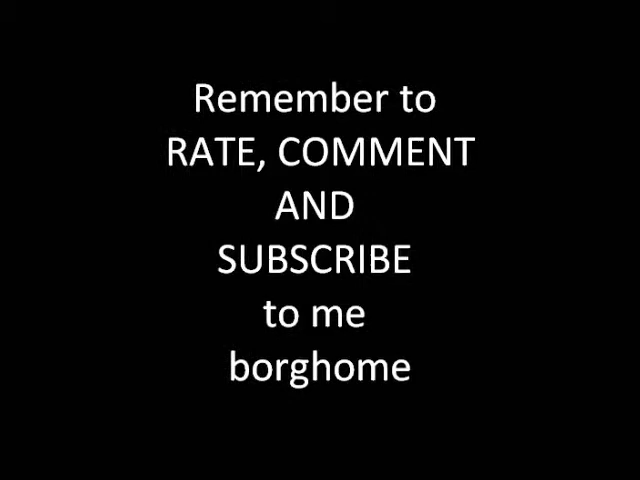 Remember to
RATE, COMMENT
AND
SUBSCRIBE
to me
borghome